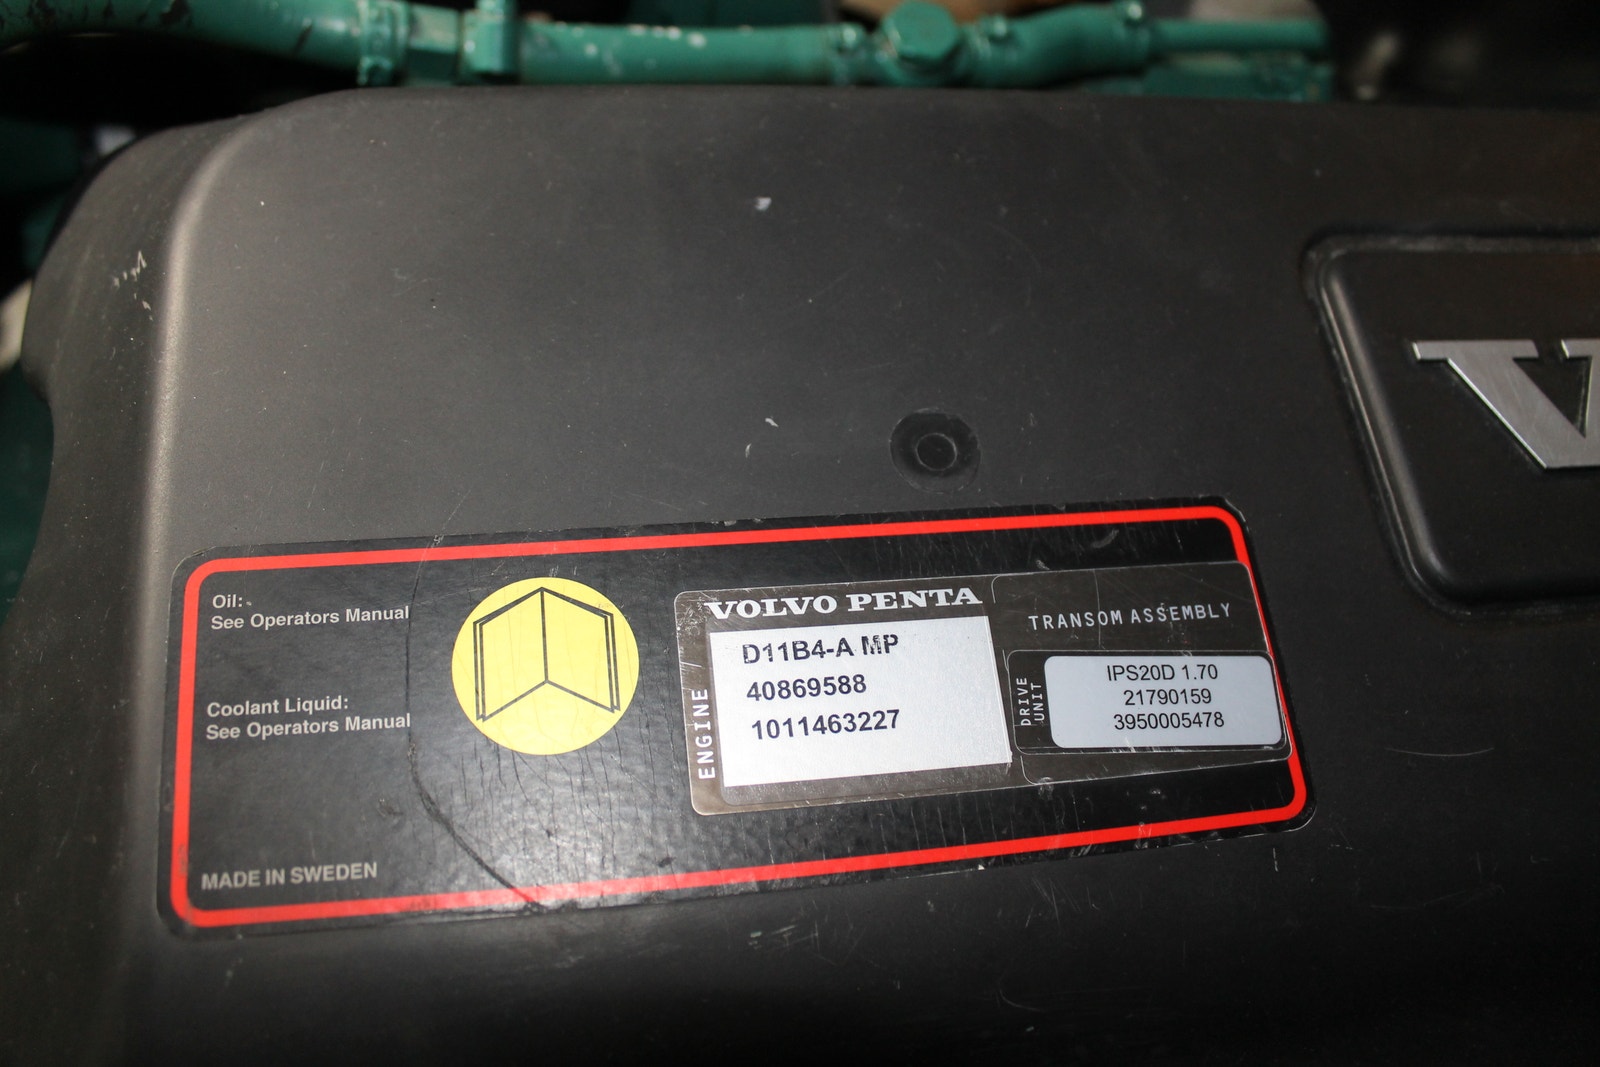 Oil:
See Operators Manual
Coolant Liquid:
See Operators Manual
MADE IN SWEDEN
VOLVO PENTA
ENGINE
D11B4-A MP
40869588
1011463227
TRANSOM ASSEMBLY
DRIVE
UNIT
IPS20D 1.70
21790159
3950005478
V